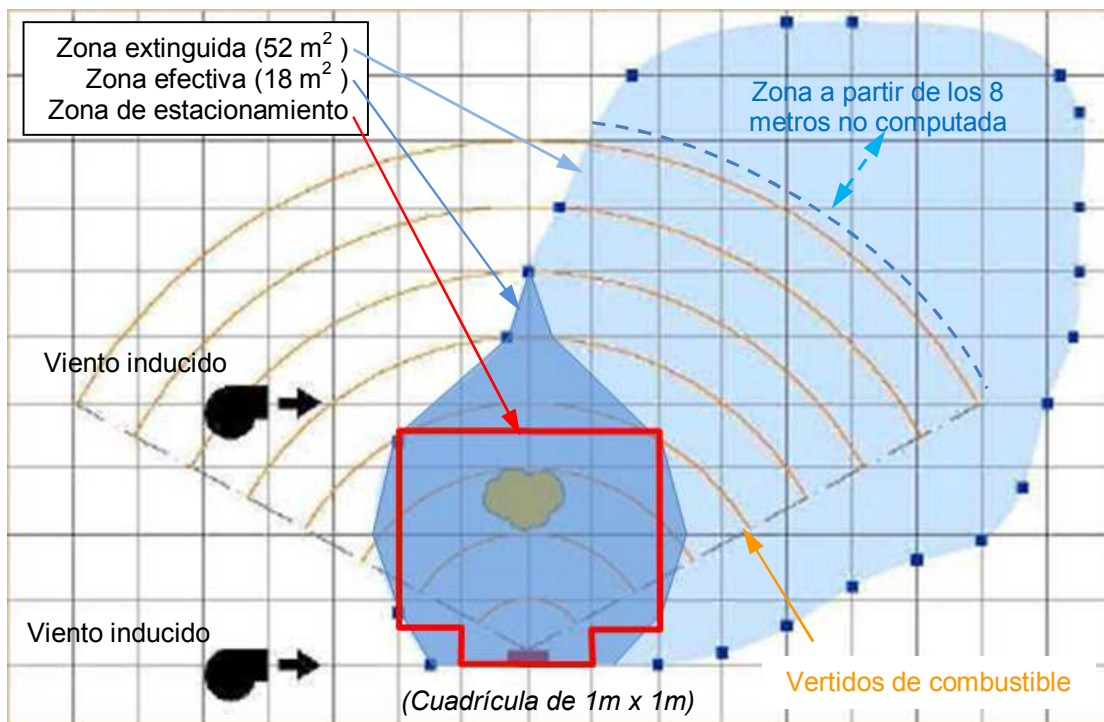 Zona extinguida (52 m² )
Zona efectiva (18 m² )
Zona de estacionamiento
Zona a partir de los 8
metros no computada
Viento inducido
Viento inducido
Vertidos de combustible
(Cuadrícula de 1m x 1m)